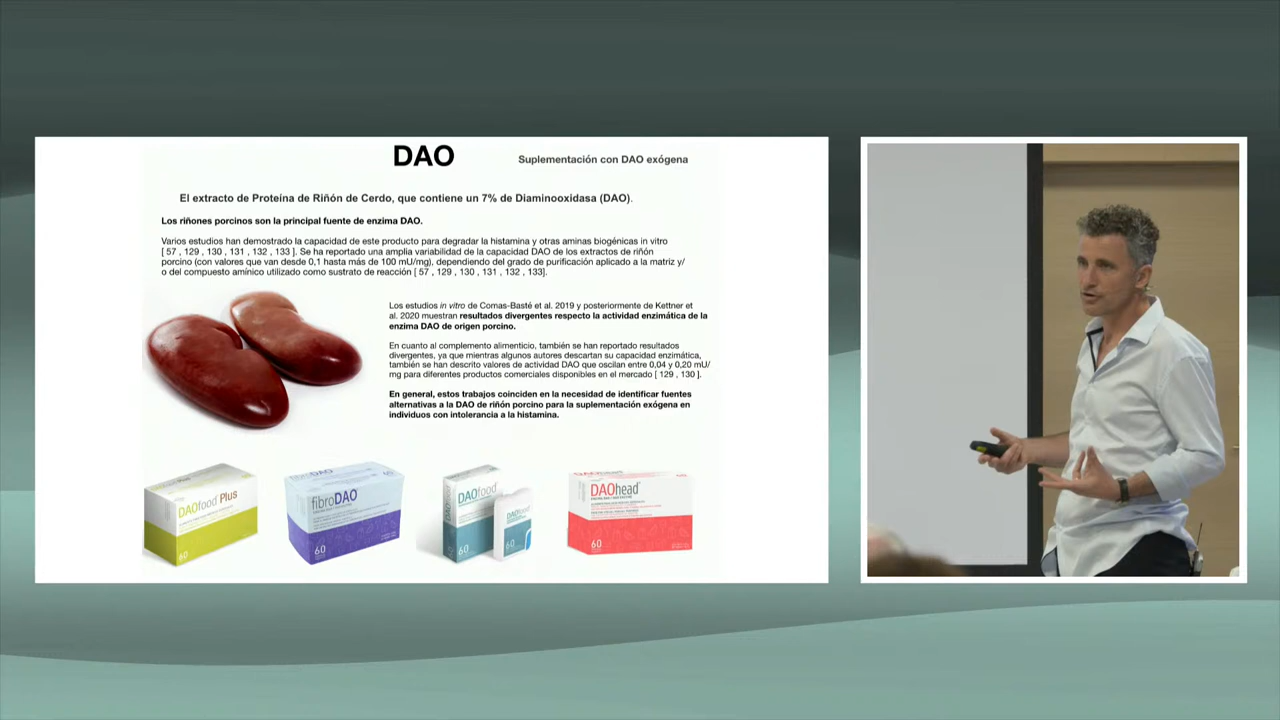 DAO
Suplementación con DAO exógena
El extracto de Proteína de Riñón de Cerdo, que contiene un 7% de Diaminooxidasa (DAO).
Los riñones porcinos son la principal fuente de enzima DAO.
Varios estudios han demostrado la capacidad de este producto para degradar la histamina y otras aminas biogénicas in vitro
[ 57 , 129 , 130 , 131 , 132 , 133 ]. Se ha reportado una amplia variabilidad de la capacidad DAO de los extractos de riñón
porcino (con valores que van desde 0,1 hasta más de 100 mU/mg), dependiendo del grado de purificación aplicado a la matriz y/
o del compuesto amínico utilizado como sustrato de reacción [ 57 , 129 , 130 , 131 , 132 , 133].
Los estudios in vitro de Comas-Basté et al. 2019 y posteriormente de Kettner et
al. 2020 muestran resultados divergentes respecto la actividad enzimática de la
enzima DAO de origen porcino.
En cuanto al complemento alimenticio, también se han reportado resultados
divergentes, ya que mientras algunos autores descartan su capacidad enzimática,
también se han descrito valores de actividad DAO que oscilan entre 0,04 y 0,20 mU/
mg para diferentes productos comerciales disponibles en el mercado [ 129 , 130 ].
En general, estos trabajos coinciden en la necesidad de identificar fuentes
alternativas a la DAO de riñón porcino para la suplementación exógena en
individuos con intolerancia a la histamina.
DAOfood Plus
60
fibroDAO
60
DAOfood
60
DAOfood
60
DAOhead
60